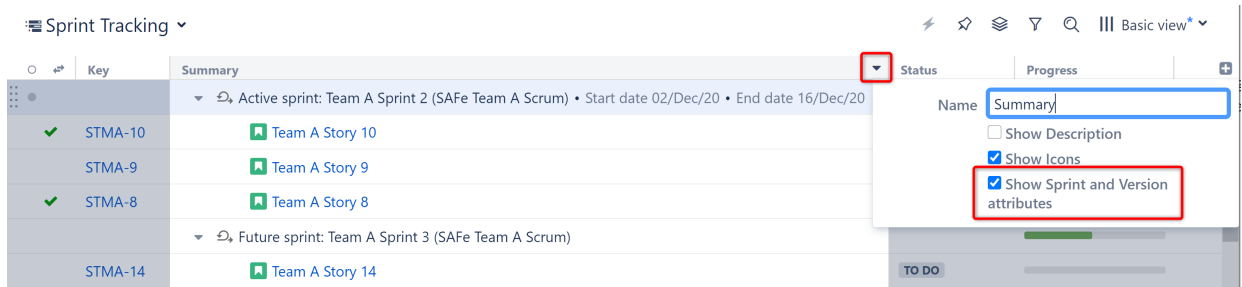 Sprint Tracking
Basic view*
Key Summary Status Progress
Active sprint: Team A Sprint 2 (SAFe Team A Scrum) • Start date 02/Dec/20 • End date 16/Dec/20
Name Summary
STMA-10 Team A Story 10
Show Description
Show Icons
STMA-9 Team A Story 9
Show Sprint and Version
attributes
STMA-8 Team A Story 8
Future sprint: Team A Sprint 3 (SAFe Team A Scrum)
STMA-14 Team A Story 14 TO DO